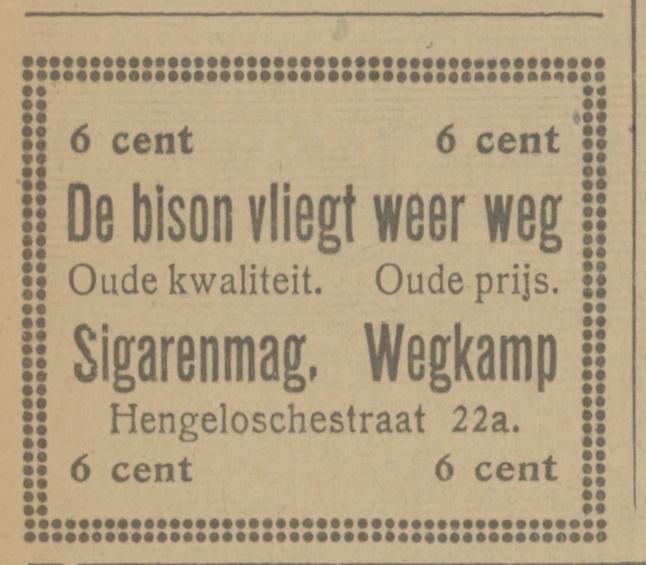 6 cent 6 cent
De bison vliegt weer weg
Oude kwaliteit. Oude prijs.
Sigarenmag. Wegkamp
Hengeloschestraat 22a.
6 cent 6 cent